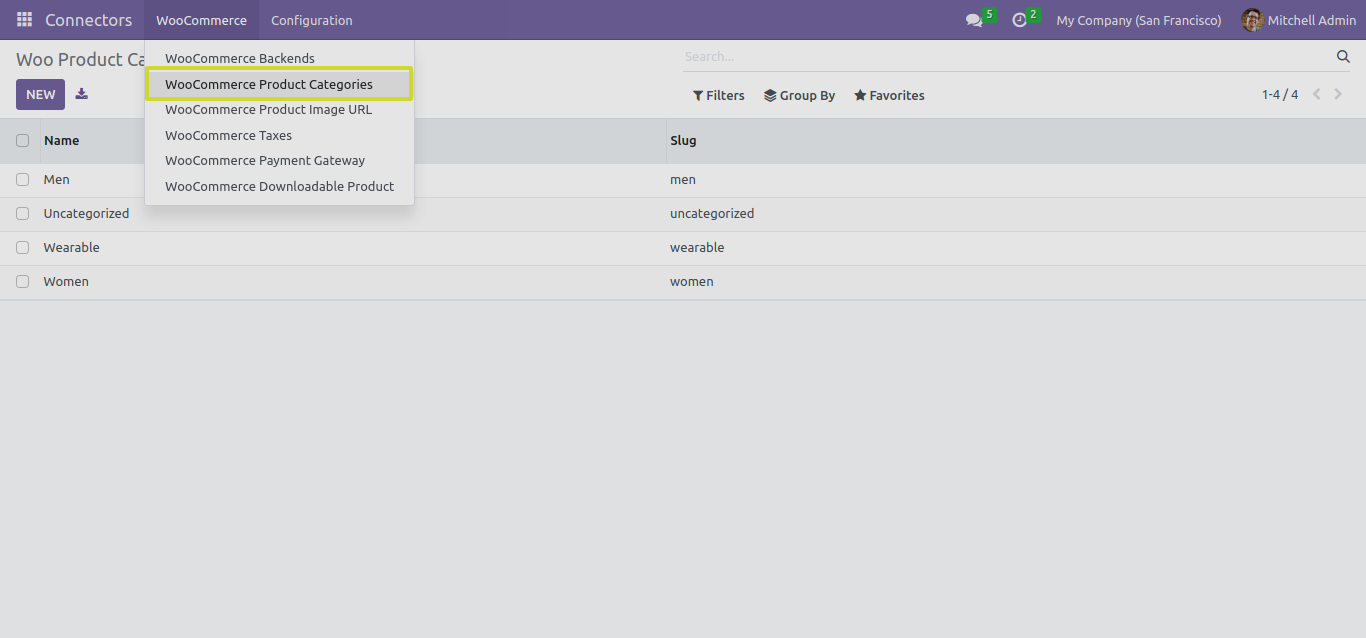 Connectors WooCommerce Configuration 5 2 My Company (San Francisco) Mitchell Admin
Woo Product Ca
WooCommerce Backends
Search...
WooCommerce Product Categories
NEW
Filters Group By Favorites 1-4 / 4
WooCommerce Product Image URL
WooCommerce Taxes
WooCommerce Payment Gateway
WooCommerce Downloadable Product
Name Slug
Men men
Uncategorized uncategorized
Wearable wearable
Women women